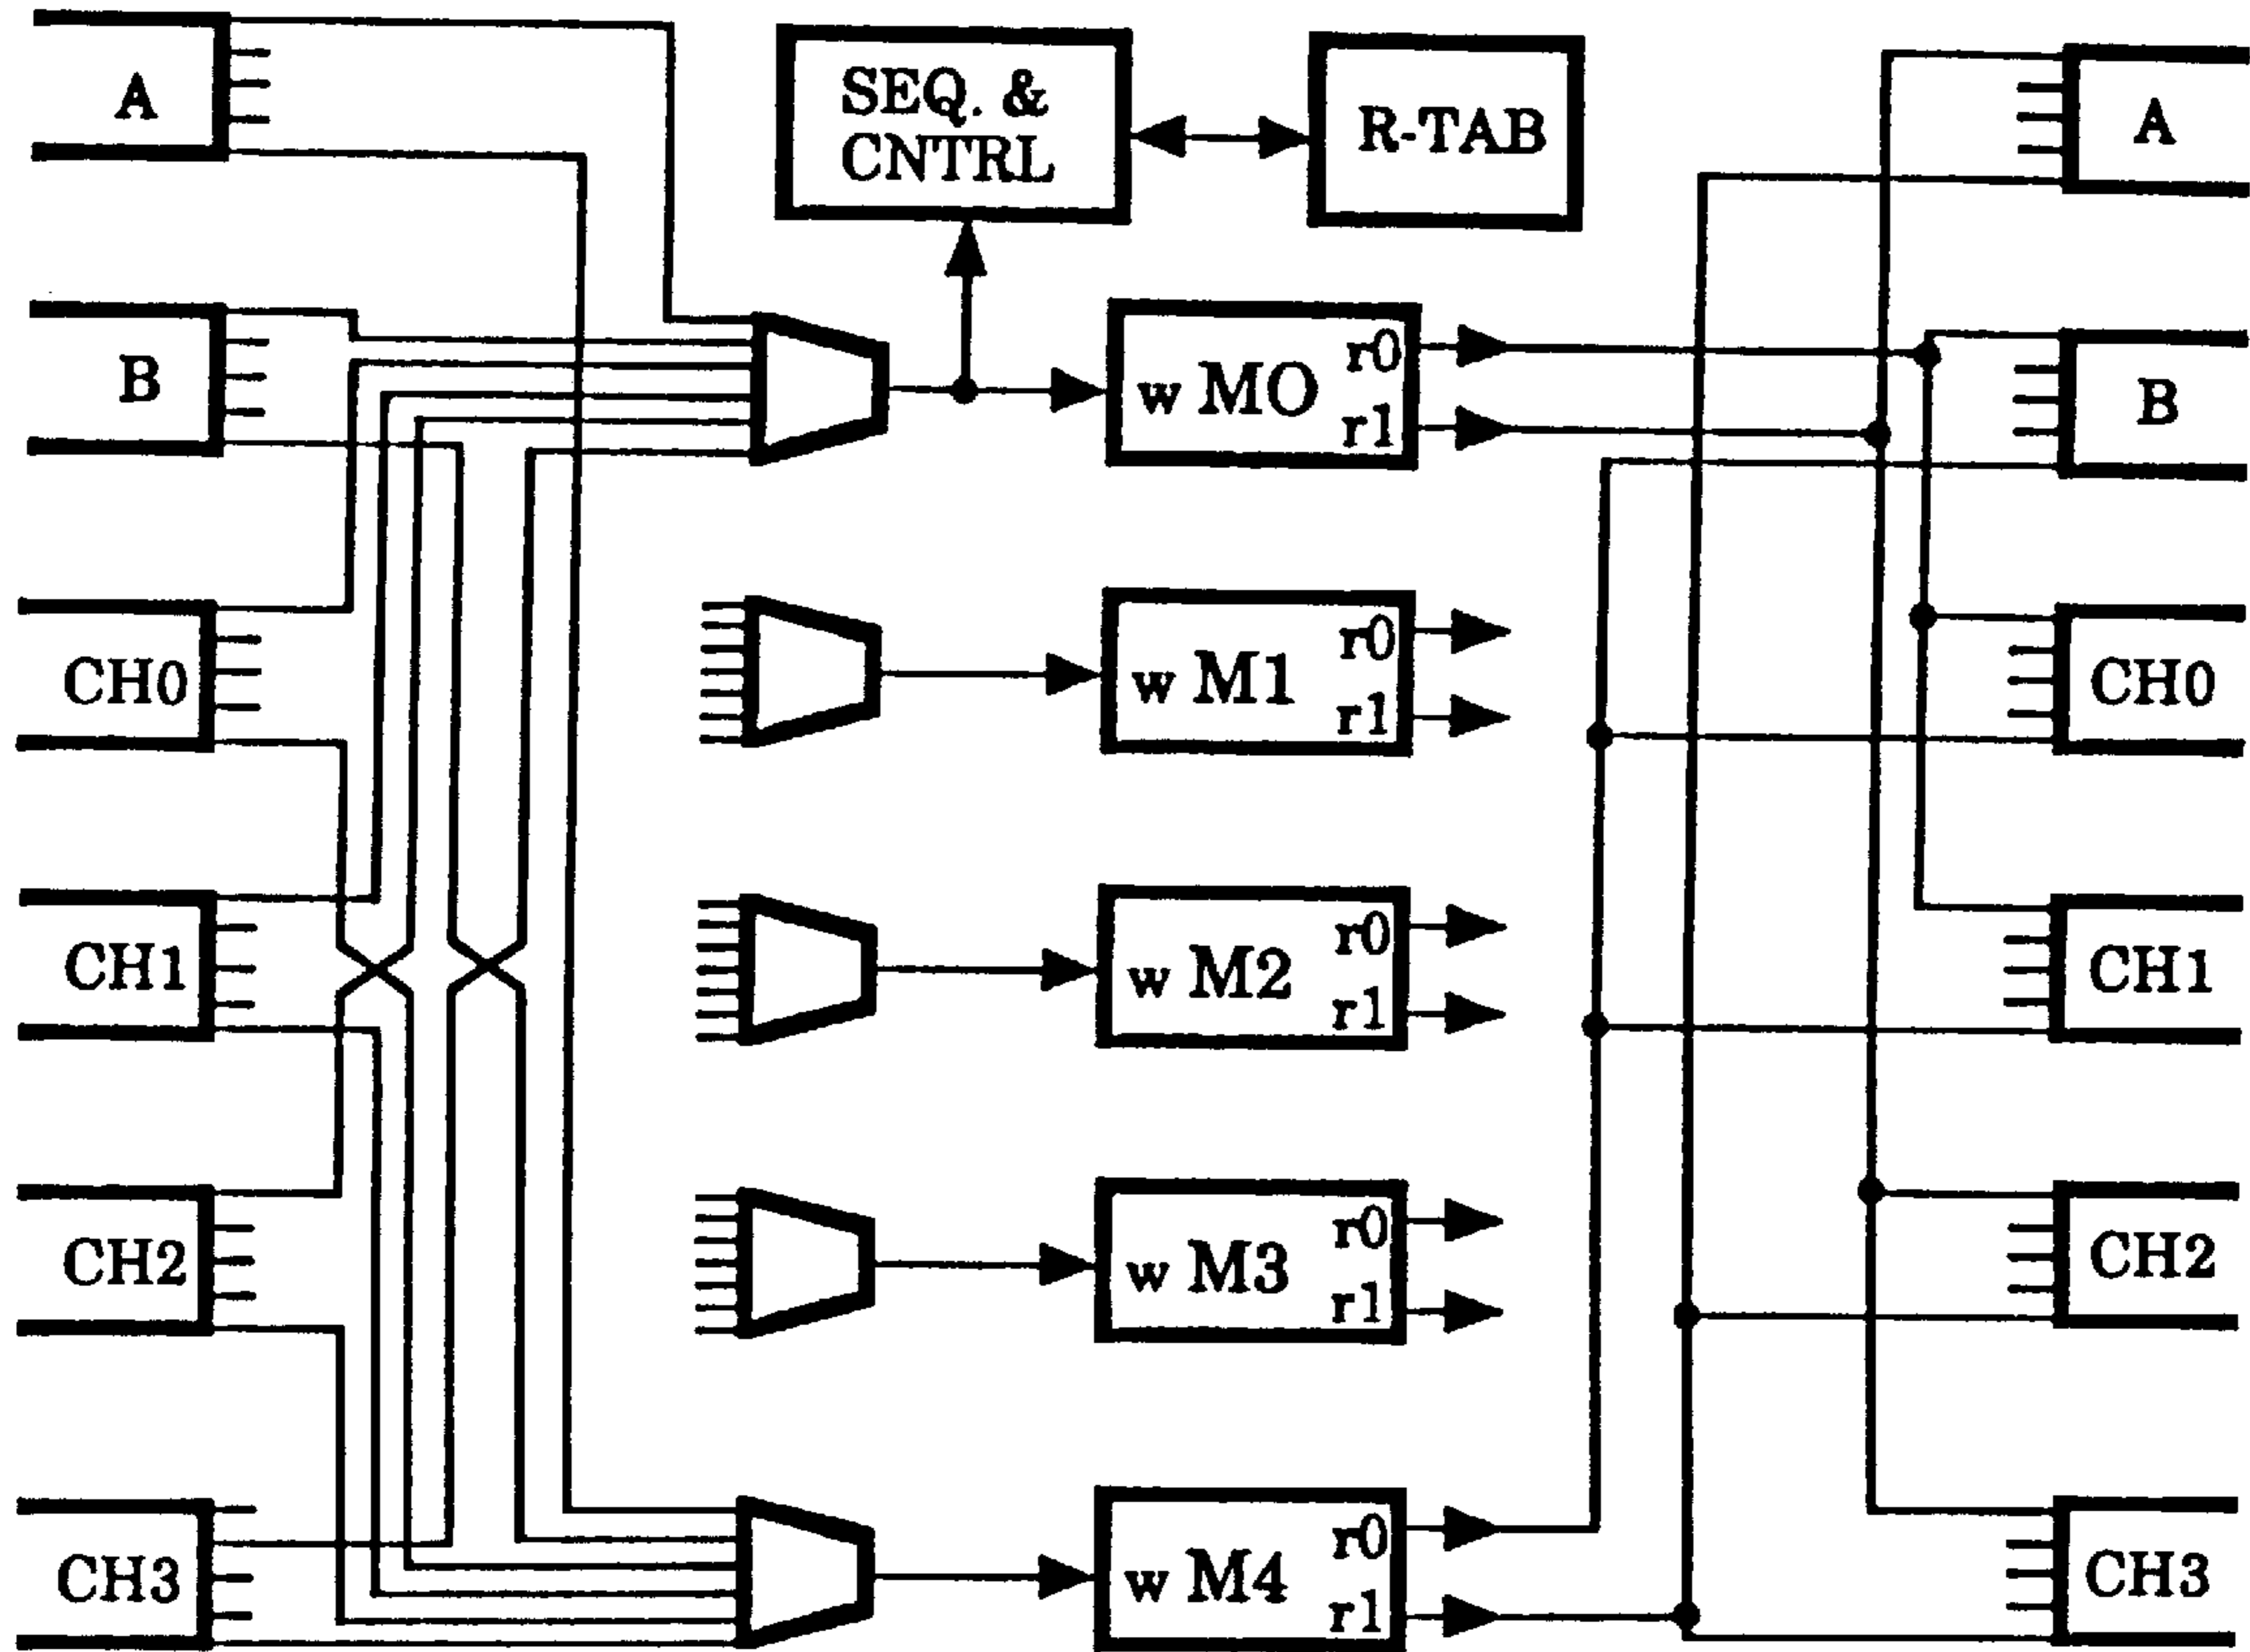 A
SEQ. &
CNTRL
R-TAB
A
B
w MO
r0
r1
B
CH0
w M1
r0
r1
CH0
CH1
w M2
r0
r1
CH1
CH2
w M3
r0
r1
CH2
CH3
w M4
r0
r1
CH3